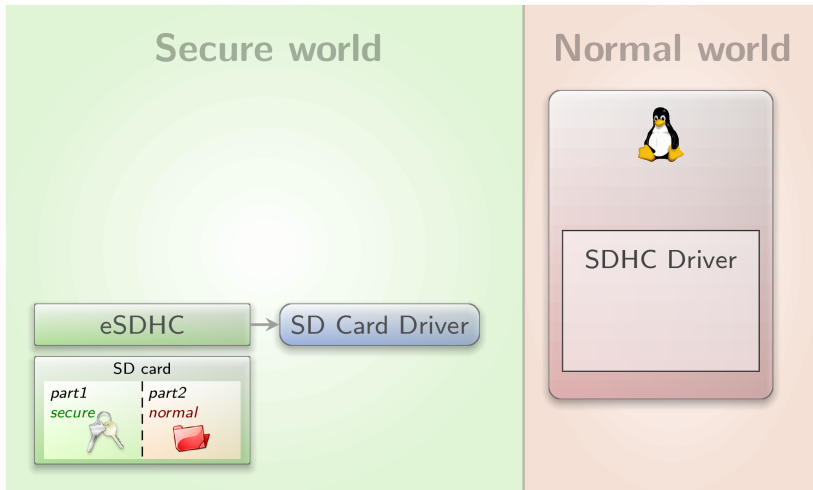 Secure world
Normal world
SDHC Driver
eSDHC
SD Card Driver
SD card
part1
part2
secure
normal